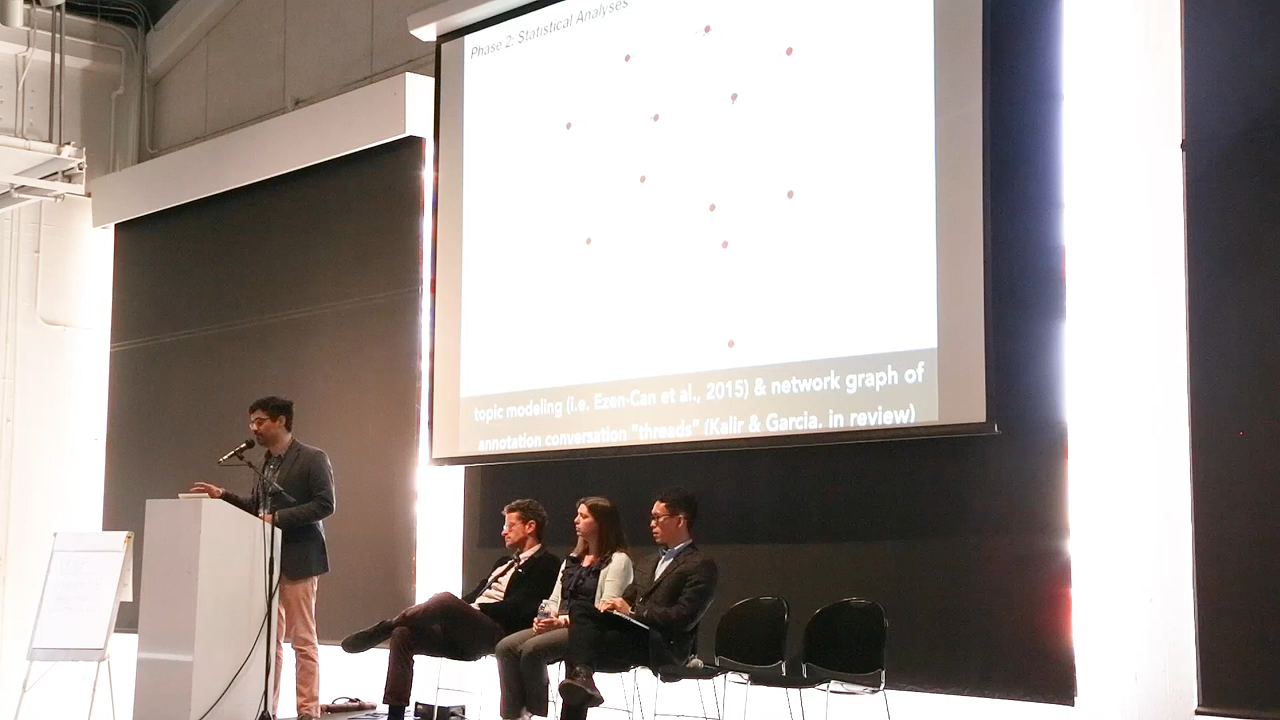 Phase 2: Statistical Analyses
topic modeling (i.e. Ezen-Can et al., 2015) & network graph of
annotation conversation "threads" (Kalir & Garcia, in review)